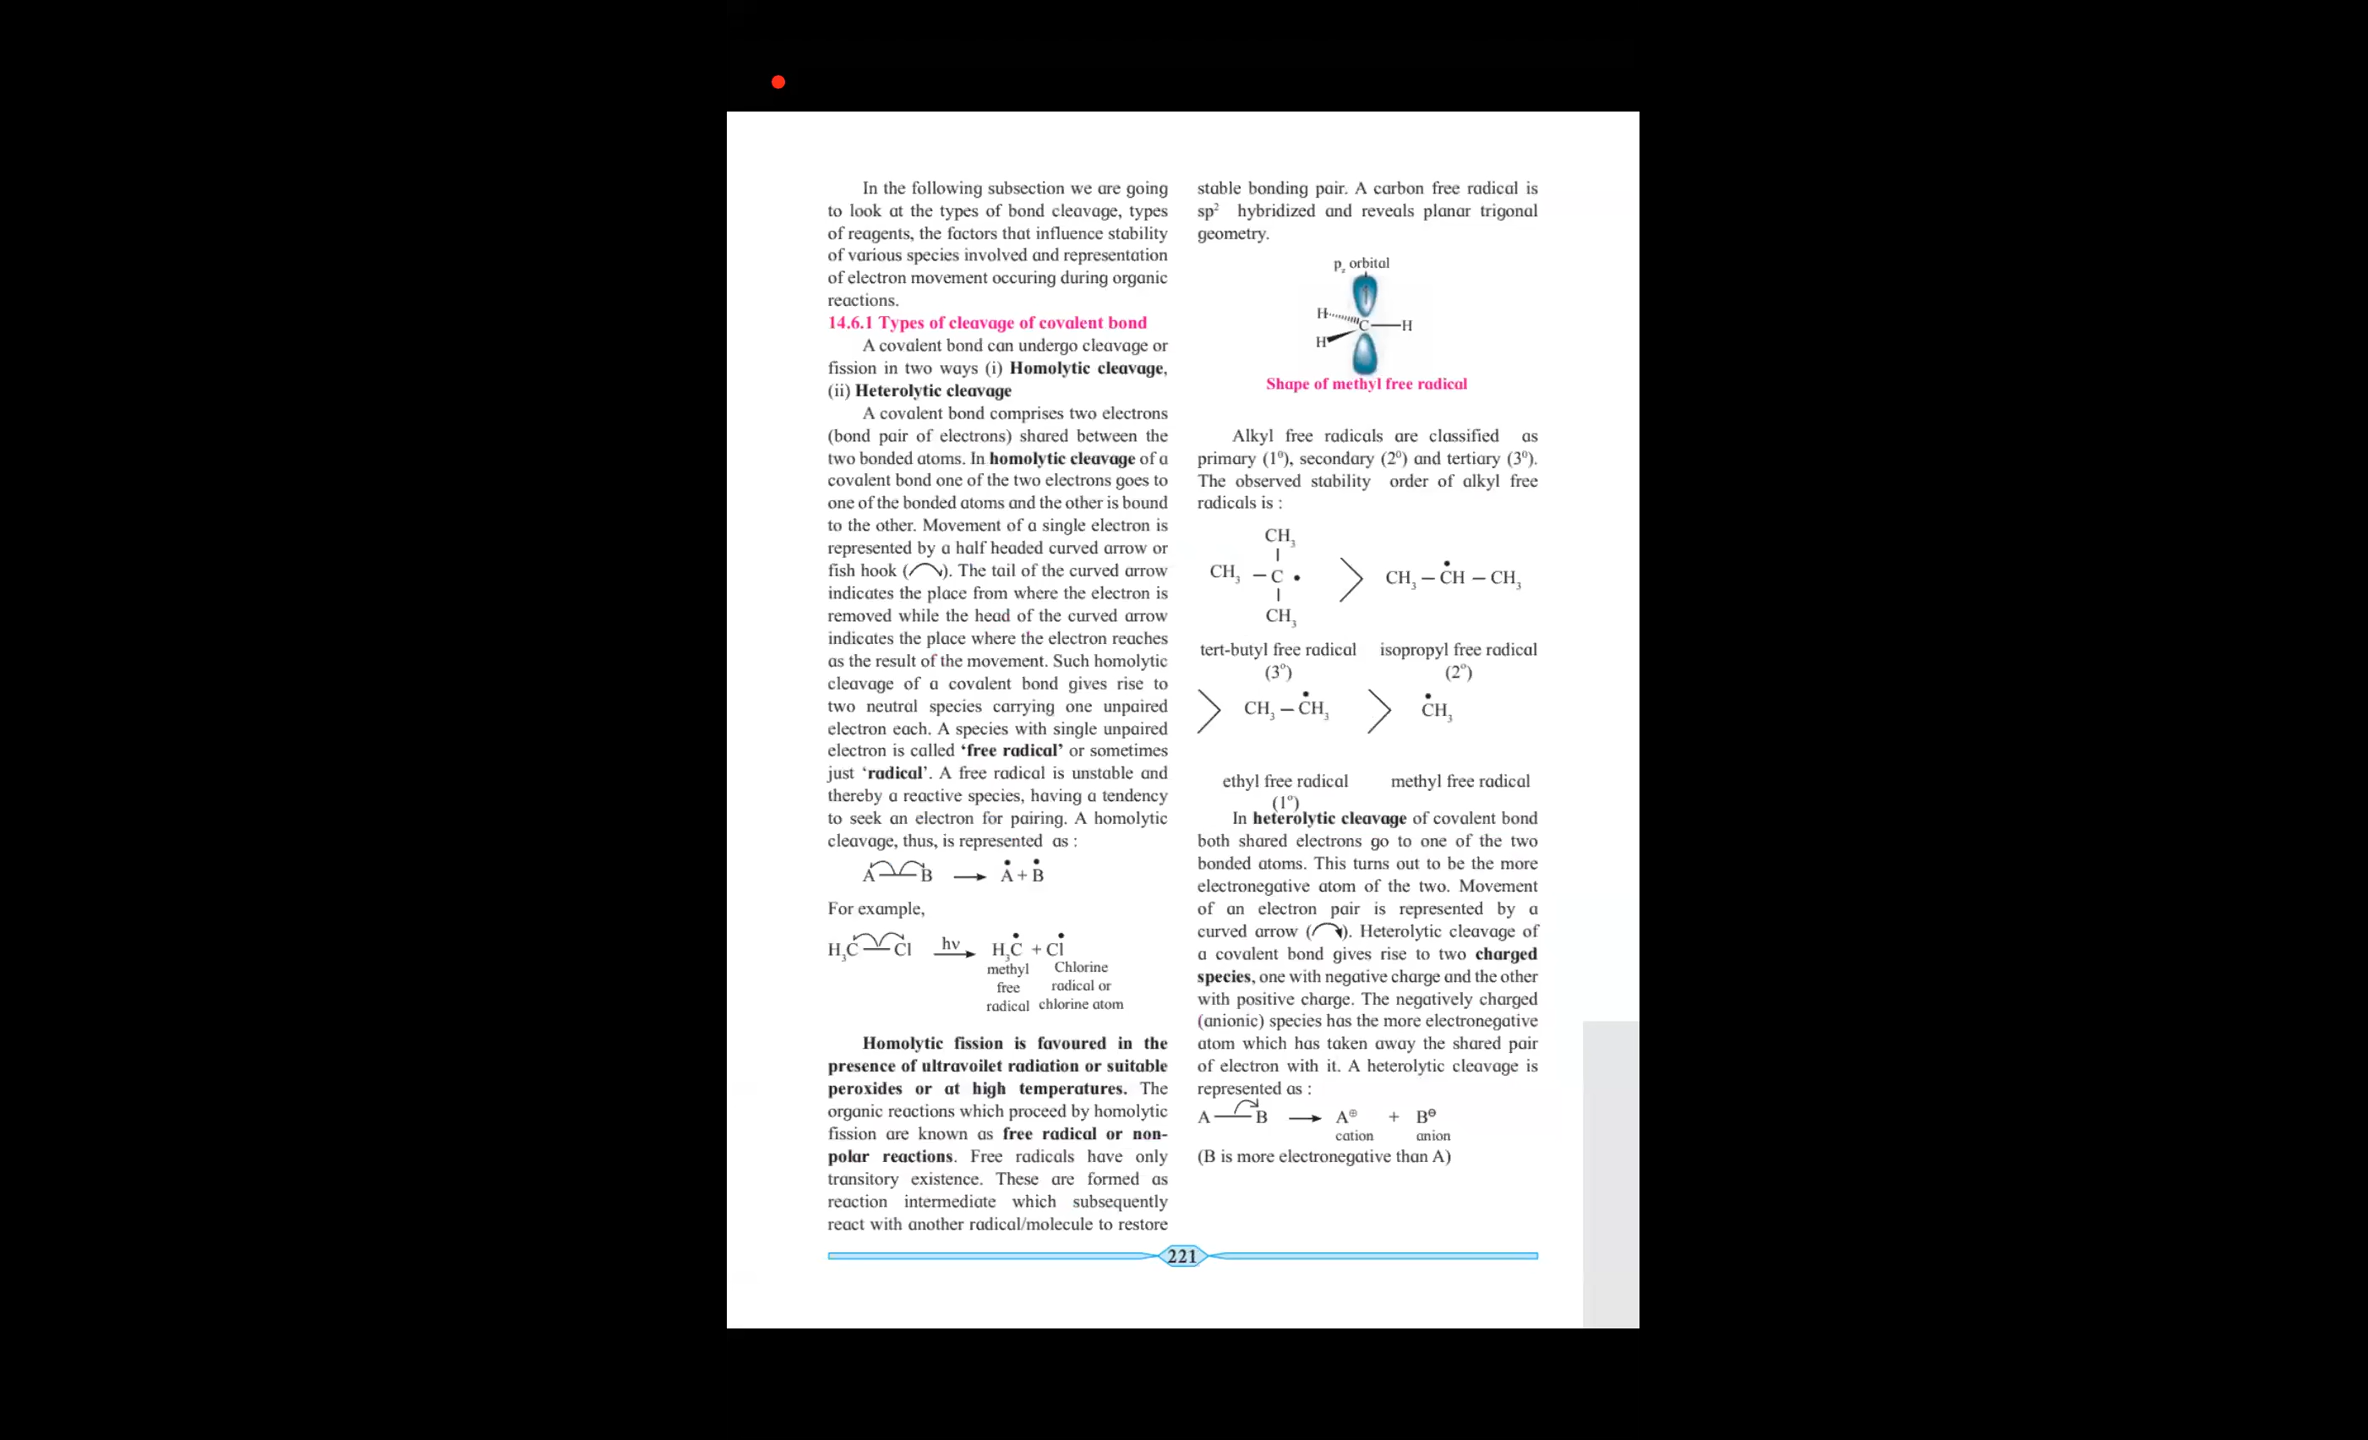 In the following subsection we are going
to look at the types of bond cleavage, types
of reagents, the factors that influence stability
of various species involved and representation
of electron movement occuring during organic
reactions.
14.6.1 Types of cleavage of covalent bond
A covalent bond can undergo cleavage or
fission in two ways (i) Homolytic cleavage,
(ii) Heterolytic cleavage
A covalent bond comprises two electrons
(bond pair of electrons) shared between the
two bonded atoms. In homolytic cleavage of a
covalent bond one of the two electrons goes to
one of the bonded atoms and the other is bound
to the other. Movement of a single electron is
represented by a half headed curved arrow or
fish hook (⌒). The tail of the curved arrow
indicates the place from where the electron is
removed while the head of the curved arrow
indicates the place where the electron reaches
as the result of the movement. Such homolytic
cleavage of a covalent bond gives rise to
two neutral species carrying one unpaired
electron each. A species with single unpaired
electron is called ‘free radical’ or sometimes
just ‘radical’. A free radical is unstable and
thereby a reactive species, having a tendency
to seek an electron for pairing. A homolytic
cleavage, thus, is represented as :
A — B ⟶ Ȧ + Ḃ
For example,
H₃C — Cl hν ⟶ H₃Ċ + Cl̇
methyl Chlorine
free radical or
radical chlorine atom
Homolytic fission is favoured in the
presence of ultravoilet radiation or suitable
peroxides or at high temperatures. The
organic reactions which proceed by homolytic
fission are known as free radical or non-
polar reactions. Free radicals have only
transitory existence. These are formed as
reaction intermediate which subsequently
react with another radical/molecule to restore
stable bonding pair. A carbon free radical is
sp² hybridized and reveals planar trigonal
geometry.
p_z orbital
H
C — H
H
Shape of methyl free radical
Alkyl free radicals are classified as
primary (1⁰), secondary (2⁰) and tertiary (3⁰).
The observed stability order of alkyl free
radicals is :
CH₃
CH₃ – C • > CH₃ – ĊH – CH₃
CH₃
tert-butyl free radical isopropyl free radical
(3°) (2°)
> CH₃ – ĊH₃ > ĊH₃
ethyl free radical methyl free radical
(1°)
In heterolytic cleavage of covalent bond
both shared electrons go to one of the two
bonded atoms. This turns out to be the more
electronegative atom of the two. Movement
of an electron pair is represented by a
curved arrow (⌒). Heterolytic cleavage of
a covalent bond gives rise to two charged
species, one with negative charge and the other
with positive charge. The negatively charged
(anionic) species has the more electronegative
atom which has taken away the shared pair
of electron with it. A heterolytic cleavage is
represented as :
A — B ⟶ A⊕ + B⊖
cation anion
(B is more electronegative than A)
221